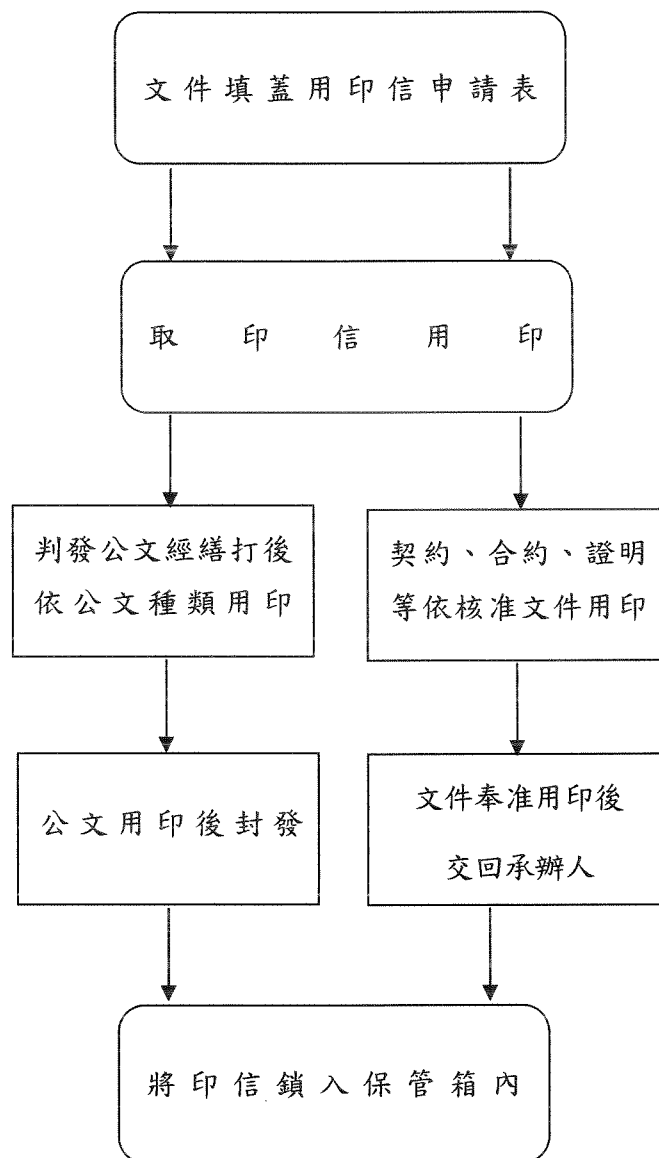 文件填蓋用印信申請表
取印信用印
判發公文經繕打後
依公文種類用印
契約、合約、證明
等依核准文件用印
公文用印後封發
文件奉准用印後
交回承辦人
將印信鎖入保管箱內